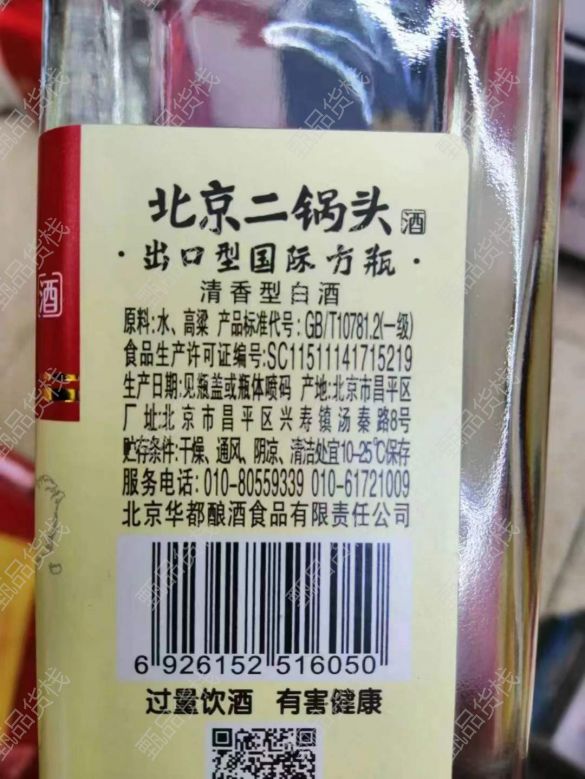 北京二锅头酒
·出口型国际方瓶·
清香型白酒
原料:水、高粱 产品标准代号:GB/T10781.2(一级)
食品生产许可证编号:SC11511141715219
生产日期:见瓶盖或瓶体喷码 产地:北京市昌平区
厂址:北京市昌平区兴寿镇汤秦路8号
贮存条件:干燥、通风、阴凉、清洁处宜10-25℃保存
服务电话:010-80559339 010-61721009
北京华都酿酒食品有限责任公司
6 926152 516050
过量饮酒 有害健康
酒
甄品货栈